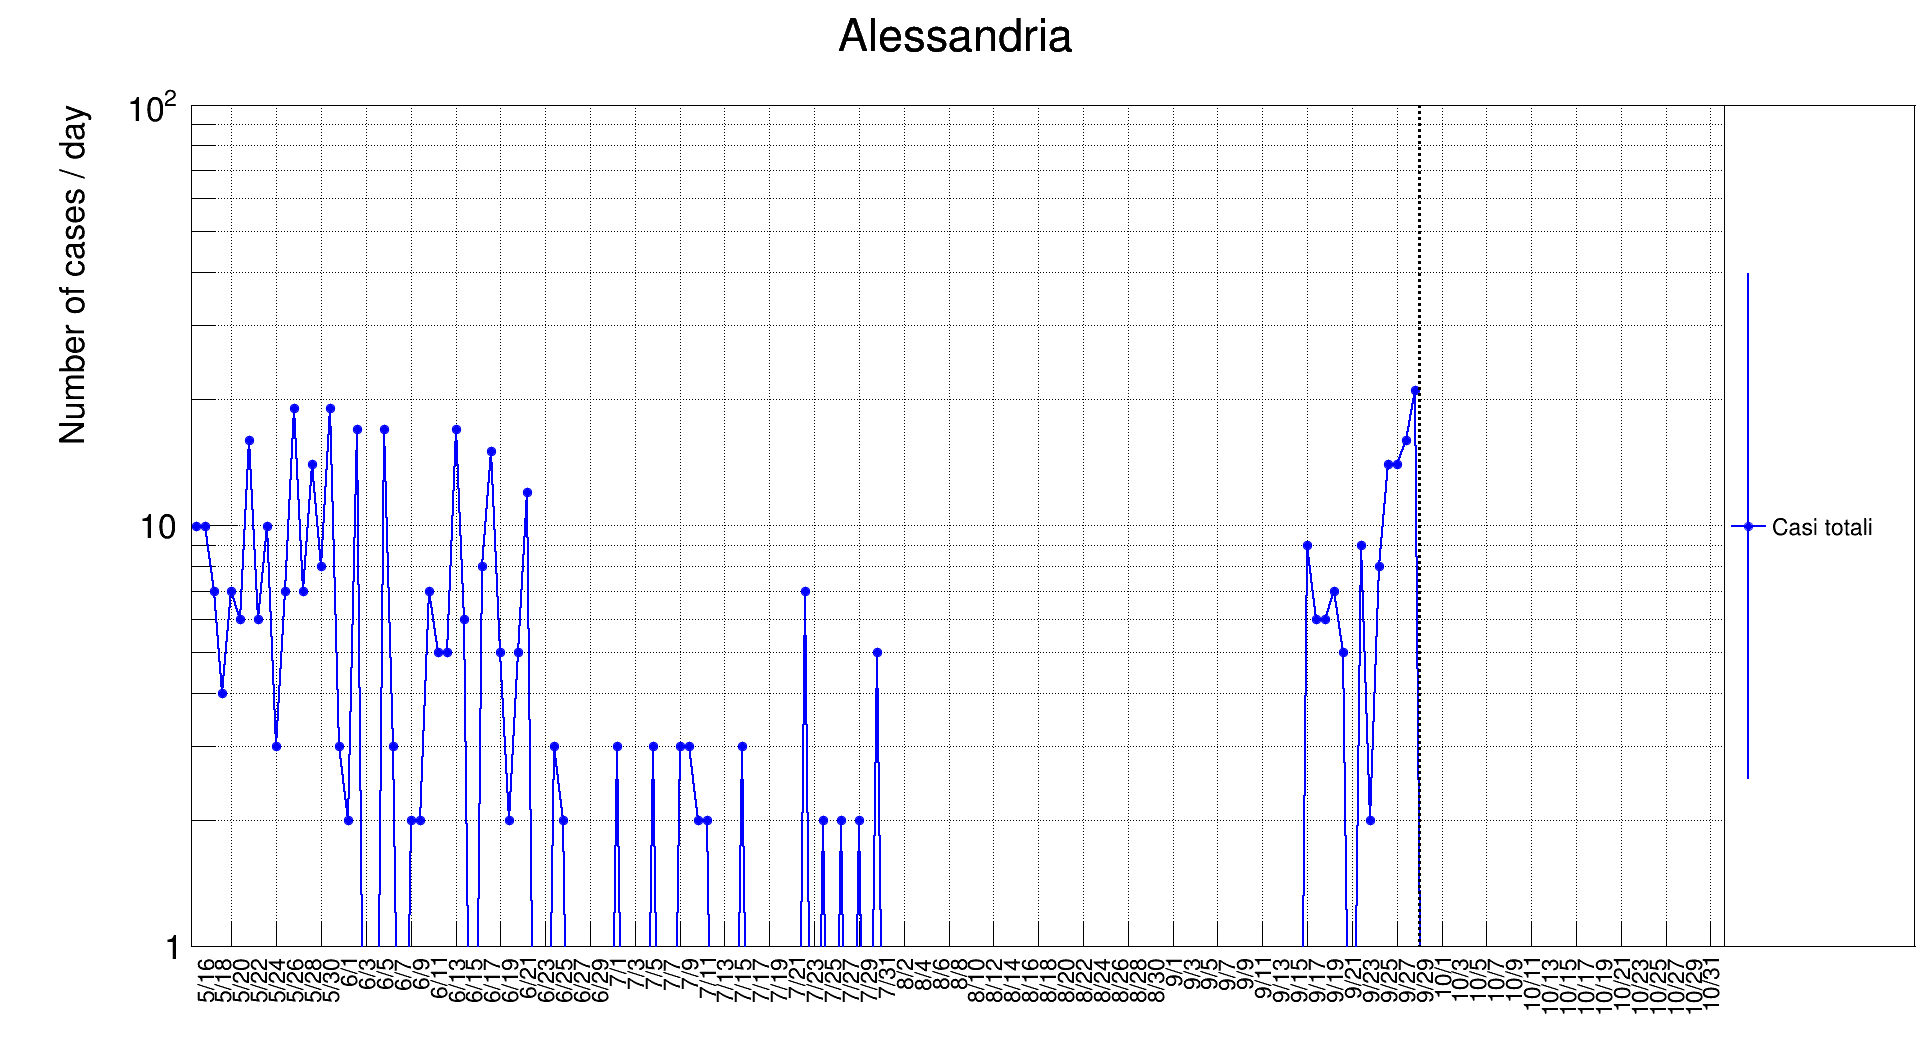 Alessandria
Number of cases / day
10²
10
1
Casi totali
5/16 5/18 5/20 5/22 5/24 5/26 5/28 5/30 6/1 6/3 6/5 6/7 6/9 6/11 6/13 6/15 6/17 6/19 6/21 6/23 6/25 6/27 6/29 7/1 7/3 7/5 7/7 7/9 7/11 7/13 7/15 7/17 7/19 7/21 7/23 7/25 7/27 7/29 7/31 8/2 8/4 8/6 8/8 8/10 8/12 8/14 8/16 8/18 8/20 8/22 8/24 8/26 8/28 8/30 9/1 9/3 9/5 9/7 9/9 9/11 9/13 9/15 9/17 9/19 9/21 9/23 9/25 9/27 9/29 10/1 10/3 10/5 10/7 10/9 10/11 10/13 10/15 10/17 10/19 10/21 10/23 10/25 10/27 10/29 10/31